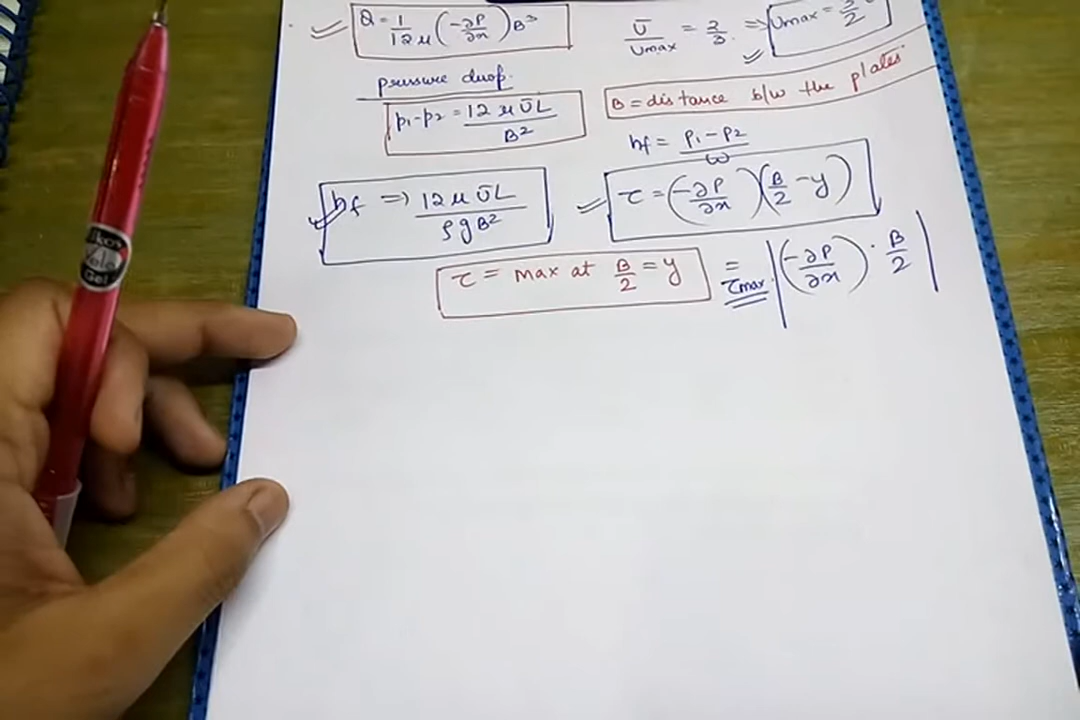 Q = 1/12μ (-∂P/∂x) B³
Ū/Umax = 2/3. => Umax = 3/2
pressure drop.
p₁-p₂ = 12μŪL/B²
B = distance b/w the plates
hf = P₁-P₂/ω
hf => 12μŪL/ρgB²
τ = (-∂P/∂x)(B/2 - y)
τ = max at B/2 = y
= τmax |(-∂P/∂x) · B/2|
Gel